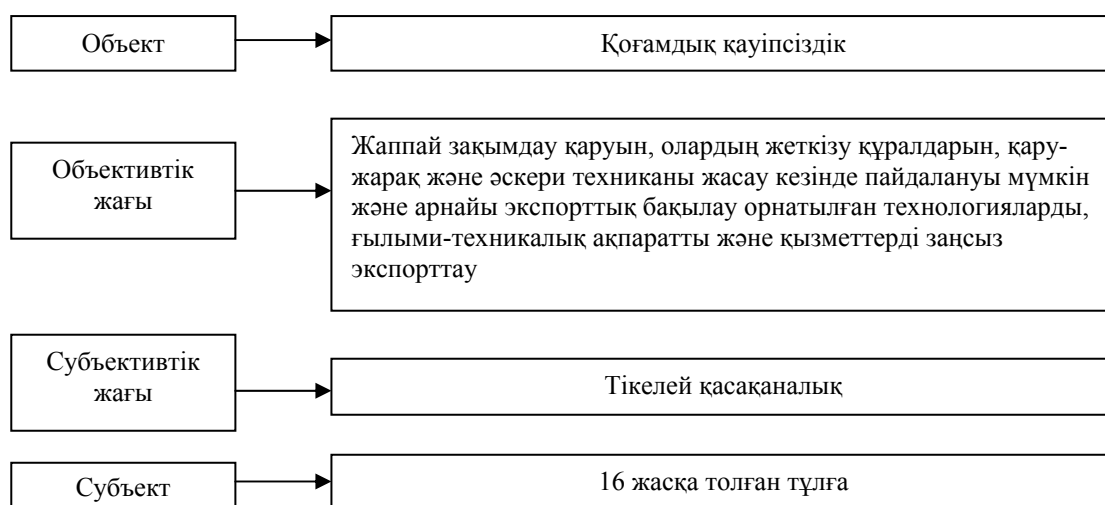 Объект
Қоғамдық қауіпсіздік
Объективтік
жағы
Жаппай зақымдау қаруын, олардың жеткізу құралдарын, қару-
жарақ және әскери техниканы жасау кезінде пайдалануы мүмкін
және арнайы экспорттық бақылау орнатылған технологияларды,
ғылыми-техникалық ақпаратты және қызметтерді заңсыз
экспорттау
Субъективтік
жағы
Тікелей қасақаналық
Субъект
16 жасқа толған тұлға